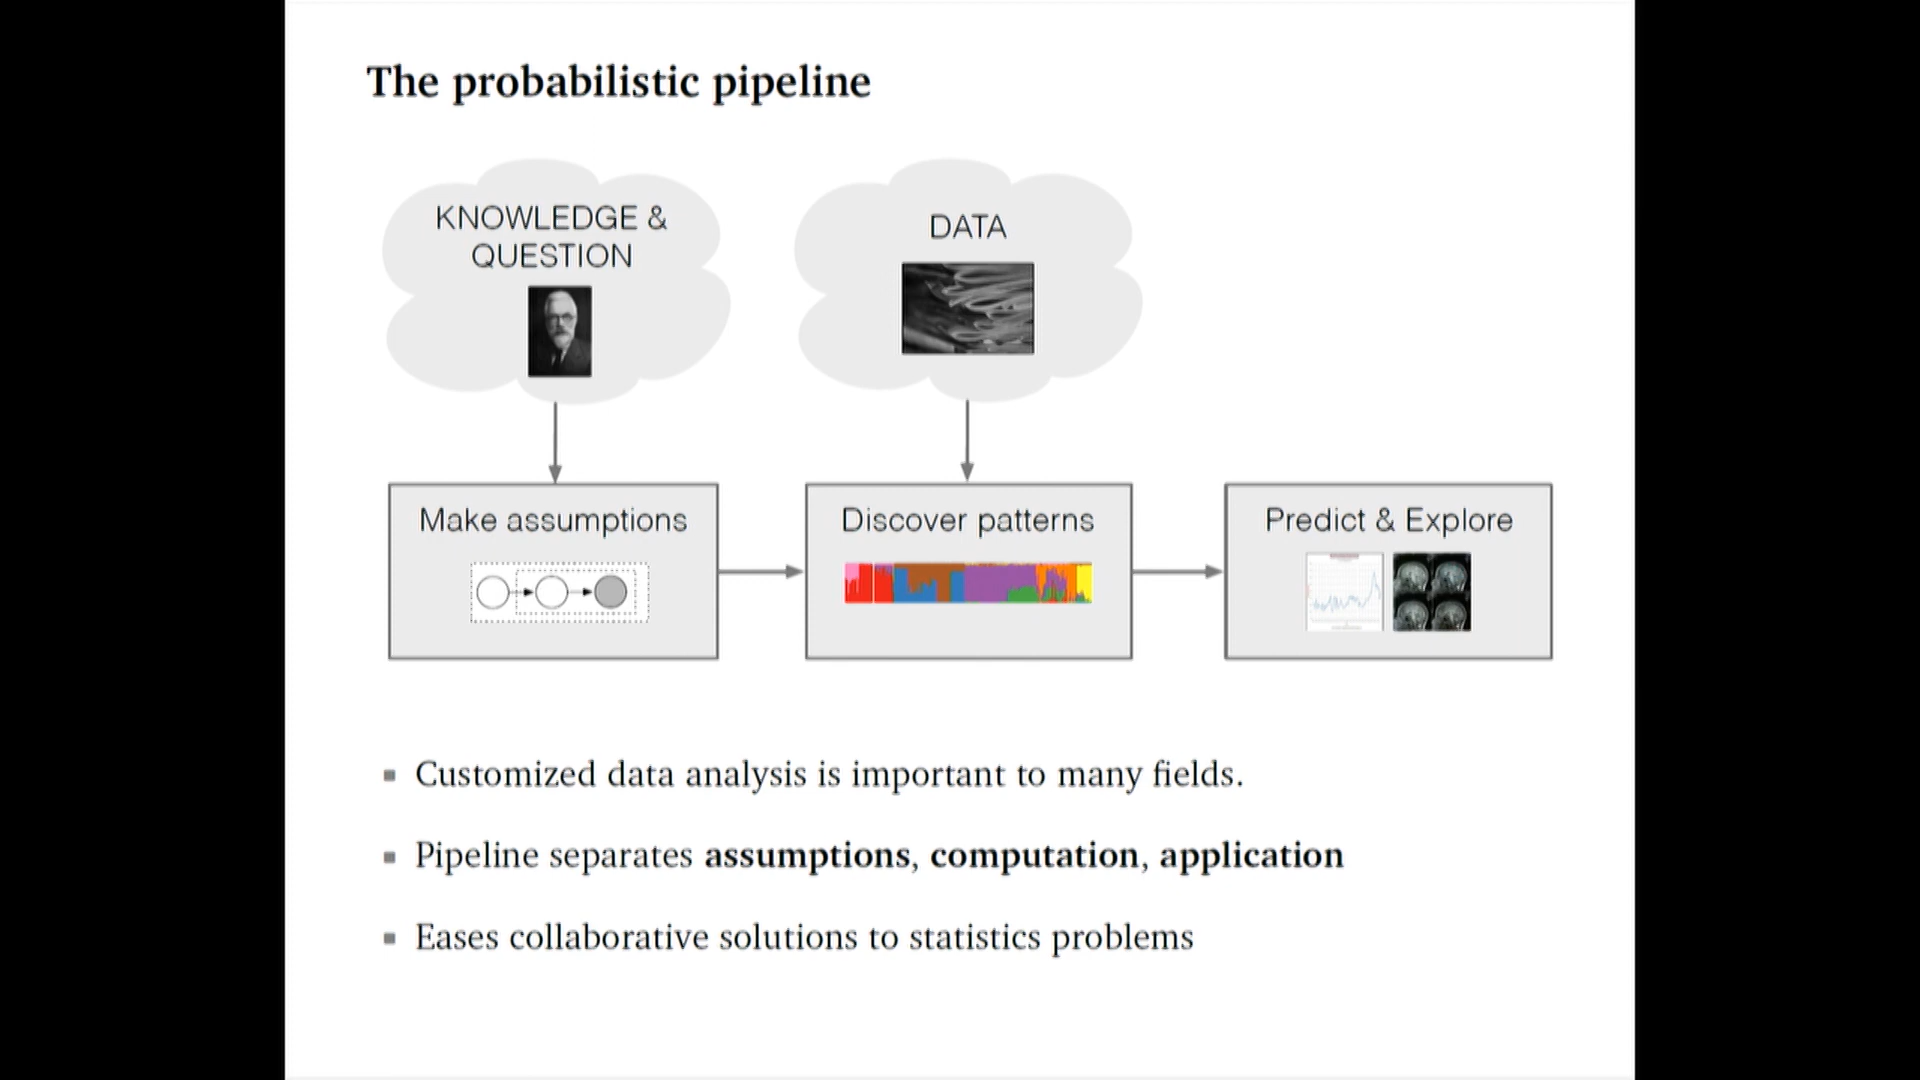 The probabilistic pipeline
KNOWLEDGE &
QUESTION
DATA
Make assumptions
Discover patterns
Predict & Explore
Customized data analysis is important to many fields.
Pipeline separates assumptions, computation, application
Eases collaborative solutions to statistics problems